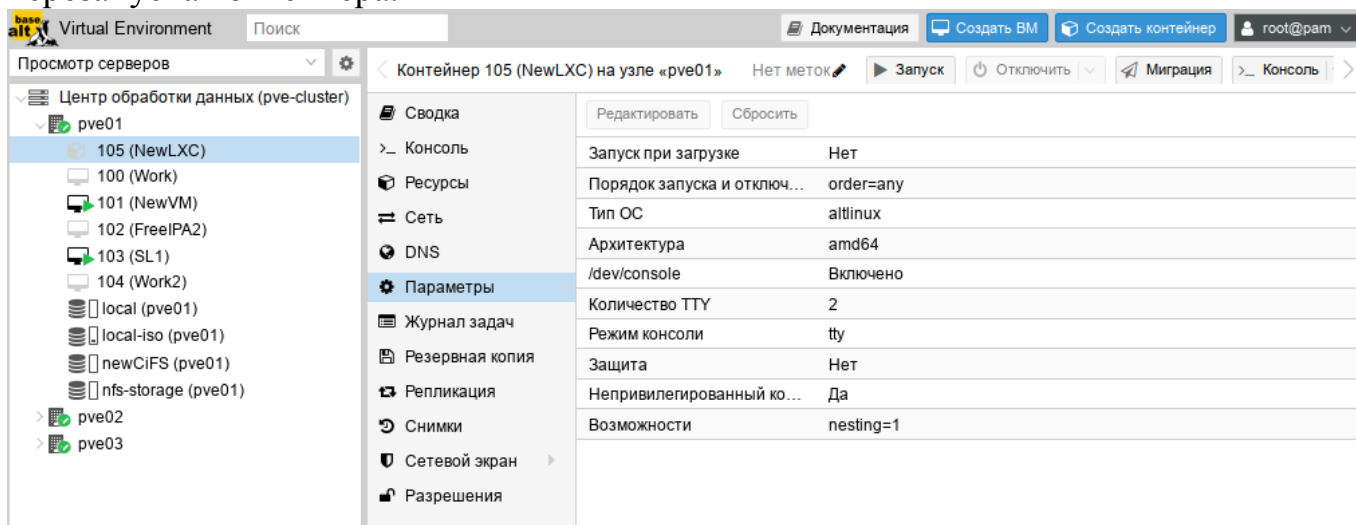 base
alt Virtual Environment Поиск Документация Создать ВМ Создать контейнер root@pam
Просмотр серверов
Центр обработки данных (pve-cluster)
pve01
105 (NewLXC)
100 (Work)
101 (NewVM)
102 (FreeIPA2)
103 (SL1)
104 (Work2)
local (pve01)
local-iso (pve01)
newCiFS (pve01)
nfs-storage (pve01)
pve02
pve03
Контейнер 105 (NewLXC) на узле «pve01» Нет меток Запуск Отключить Миграция >_ Консоль
Сводка
>_ Консоль
Ресурсы
Сеть
DNS
Параметры
Журнал задач
Резервная копия
Репликация
Снимки
Сетевой экран
Разрешения
Редактировать Сбросить
Запуск при загрузке Нет
Порядок запуска и отключ... order=any
Тип ОС altlinux
Архитектура amd64
/dev/console Включено
Количество TTY 2
Режим консоли tty
Защита Нет
Непривилегированный ко... Да
Возможности nesting=1